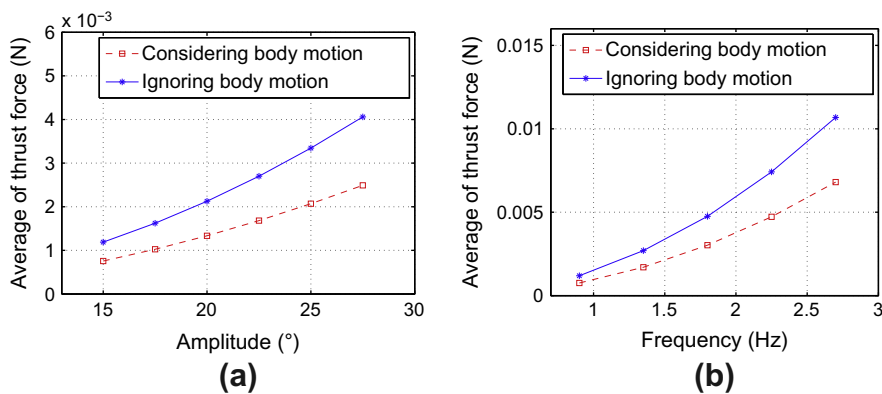 x 10⁻³
6
5
4
3
2
1
0
15
20
25
30
Average of thrust force (N)
Amplitude (°)
Considering body motion
Ignoring body motion
(a)
0.015
0.01
0.005
0
1
1.5
2
2.5
3
Average of thrust force (N)
Frequency (Hz)
Considering body motion
Ignoring body motion
(b)